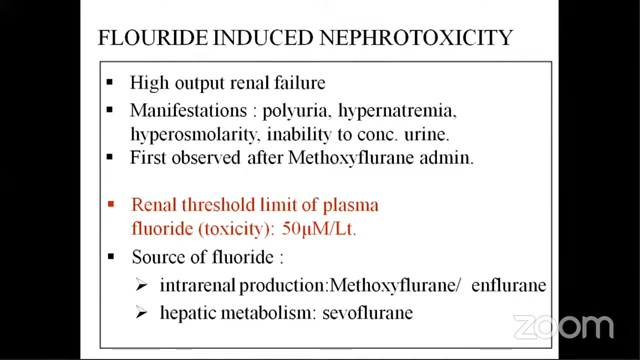 FLOURIDE INDUCED NEPHROTOXICITY
▪ High output renal failure
▪ Manifestations : polyuria, hypernatremia,
hyperosmolarity, inability to conc. urine.
▪ First observed after Methoxyflurane admin.
▪ Renal threshold limit of plasma
fluoride (toxicity): 50μM/Lt.
▪ Source of fluoride :
➢ intrarenal production:Methoxyflurane/ enflurane
➢ hepatic metabolism: sevoflurane
zoom